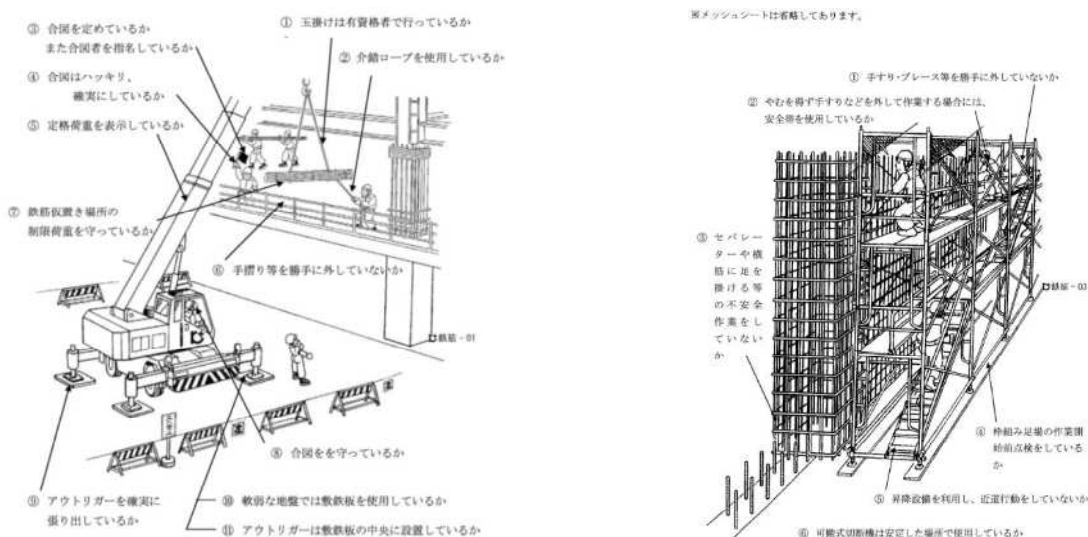 ① 玉掛けは有資格者で行っているか
③ 合図を定めているか
また合図者を指名しているか
② 介錯ロープを使用しているか
④ 合図はハッキリ、
確実にしているか
⑤ 定格荷重を表示しているか
⑦ 鉄筋仮置き場所の
制限荷重を守っているか
⑥ 手摺り等を勝手に外していないか
鉄筋-01
⑧ 合図をを守っているか
⑨ アウトリガーを確実に
張り出しているか
⑩ 軟弱な地盤では敷鉄板を使用しているか
⑪ アウトリガーは敷鉄板の中央に設置しているか
※メッシュシートは省略してあります。
① 手すり・ブレース等を勝手に外していないか
② やむを得ず手すりなどを外して作業する場合には、
安全帯を使用しているか
③ セパレー
ターや横
筋に足を
掛ける等
の不安全
作業をし
ていない
か
鉄筋-03
④ 枠組み足場の作業開
始前点検をしている
か
⑤ 昇降設備を利用し、近道行動をしていないか
⑥ 可搬式切断機は安定した場所で使用しているか